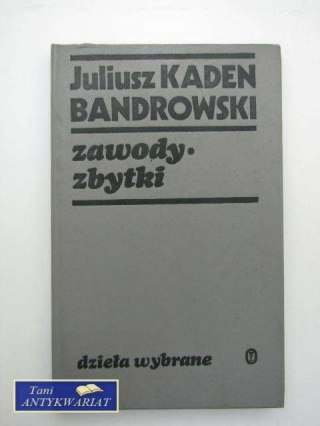 Juliusz KADEN
BANDROWSKI
zawody•
zbytki
dzieła wybrane
Tani
ANTYKWARIAT